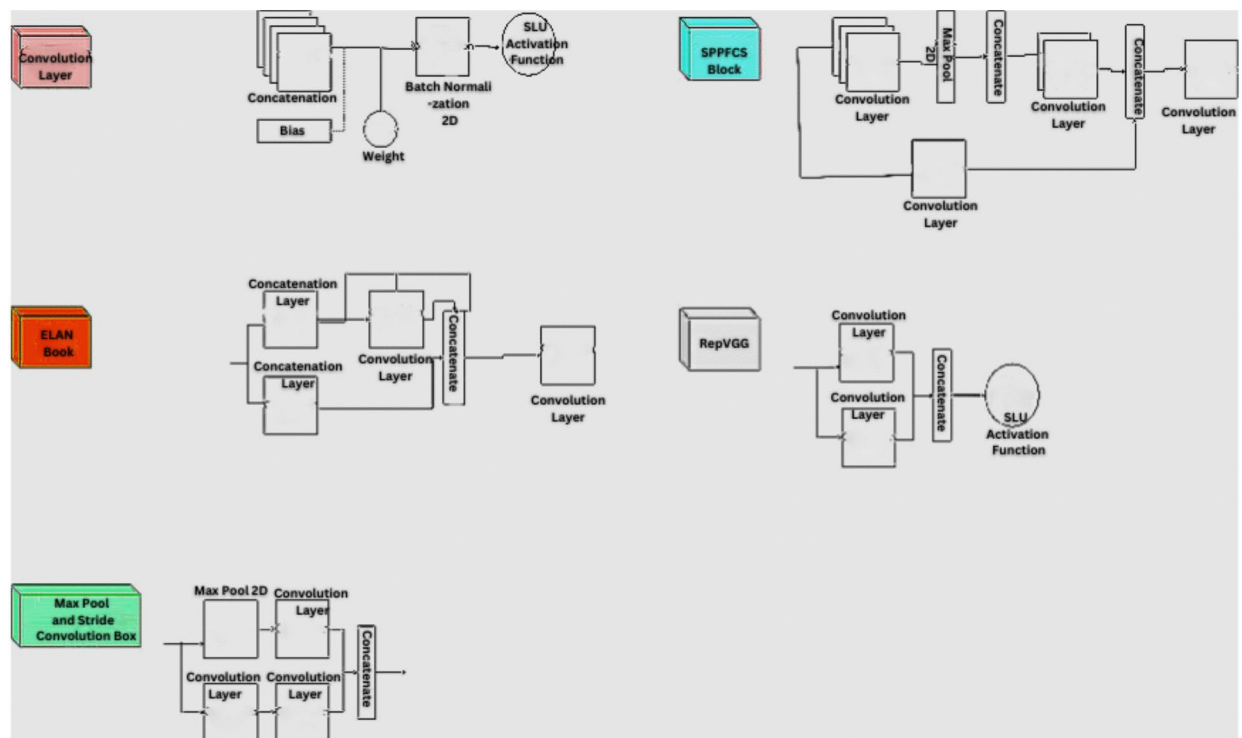 Convolution
Layer
Concatenation
Bias
Weight
Batch Normali
-zation
2D
SLU
Activation
Function
SPPFCS
Block
Convolution
Layer
Max Pool
2D
Concatenate
Convolution
Layer
Concatenate
Convolution
Layer
Convolution
Layer
ELAN
Book
Concatenation
Layer
Concatenation
Layer
Convolution
Layer
Concatenate
Convolution
Layer
RepVGG
Convolution
Layer
Convolution
Layer
Concatenate
SLU
Activation
Function
Max Pool
and Stride
Convolution Box
Max Pool 2D
Convolution
Layer
Convolution
Layer
Convolution
Layer
Concatenate